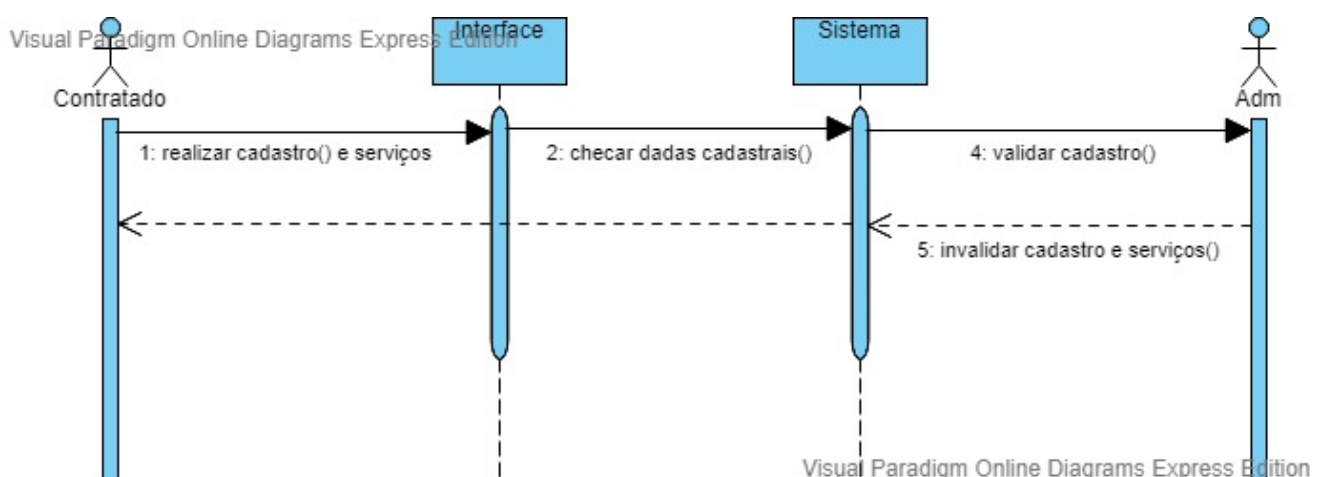 Visual Paradigm Online Diagrams Express Edition
Interface
Sistema
Contratado
Adm
1: realizar cadastro() e serviços
2: checar dadas cadastrais()
4: validar cadastro()
5: invalidar cadastro e serviços()
Visual Paradigm Online Diagrams Express Edition